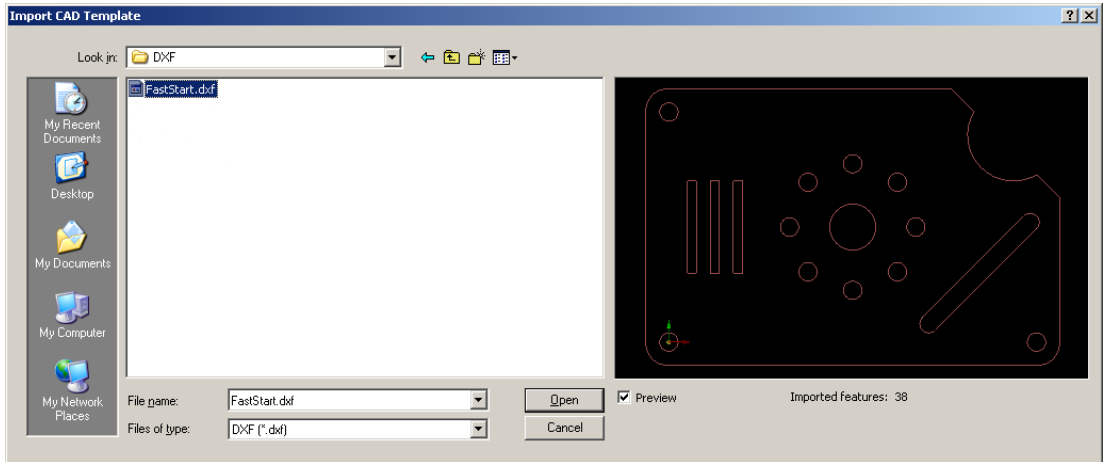 Import CAD Template
Look in: DXF
FastStart.dxf
My Recent
Documents
Desktop
My Documents
My Computer
My Network
Places
File name: FastStart.dxf Open
Files of type: DXF (*.dxf) Cancel
Preview Imported features: 38